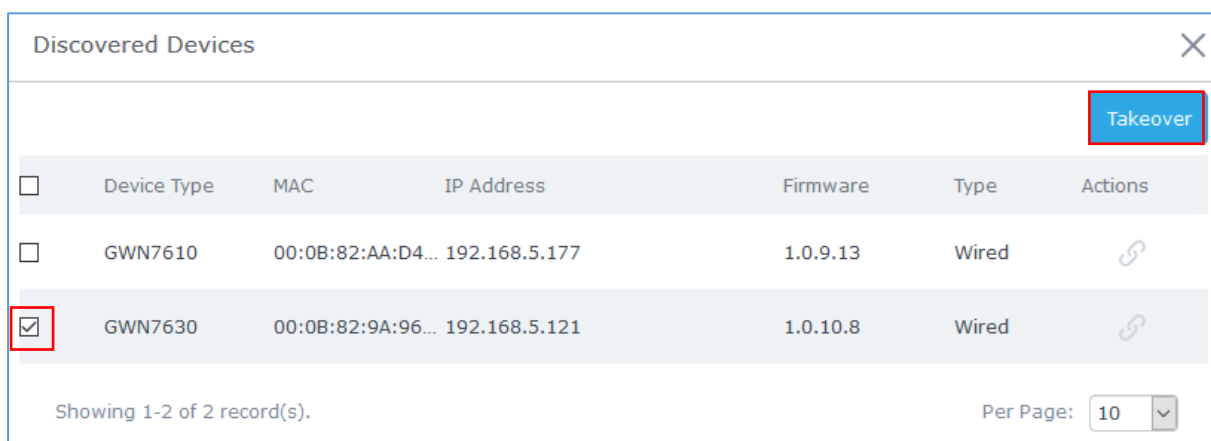 Discovered Devices
Takeover
Device Type MAC IP Address Firmware Type Actions
GWN7610 00:0B:82:AA:D4... 192.168.5.177 1.0.9.13 Wired
GWN7630 00:0B:82:9A:96... 192.168.5.121 1.0.10.8 Wired
Showing 1-2 of 2 record(s). Per Page: 10